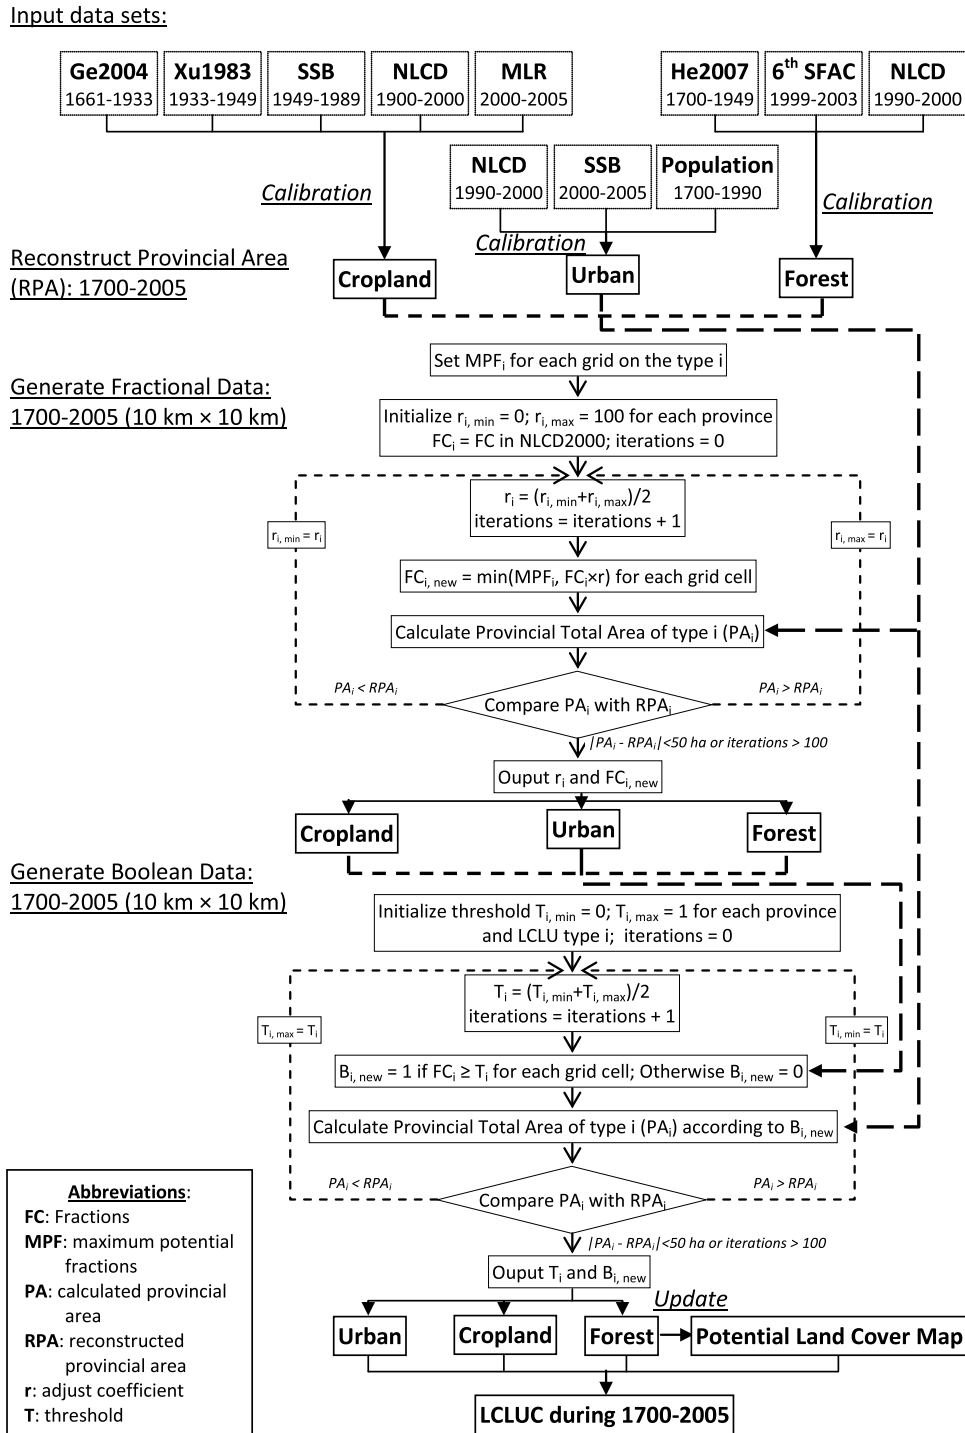 Input data sets:
Ge2004
1661-1933
Xu1983
1933-1949
SSB
1949-1989
NLCD
1900-2000
MLR
2000-2005
He2007
1700-1949
6th SFAC
1999-2003
NLCD
1990-2000
NLCD
1990-2000
SSB
2000-2005
Population
1700-1990
Calibration
Calibration
Calibration
Reconstruct Provincial Area
(RPA): 1700-2005
Cropland
Urban
Forest
Set MPFi for each grid on the type i
Generate Fractional Data:
1700-2005 (10 km × 10 km)
Initialize ri, min = 0; ri, max = 100 for each province
FCi = FC in NLCD2000; iterations = 0
ri = (ri, min+ri, max)/2
iterations = iterations + 1
ri, min = ri
ri, max = ri
FCi, new = min(MPFi, FCi×r) for each grid cell
Calculate Provincial Total Area of type i (PAi)
PAi < RPAi
PAi > RPAi
Compare PAi with RPAi
|PAi - RPAi|<50 ha or iterations > 100
Ouput ri and FCi, new
Cropland
Urban
Forest
Generate Boolean Data:
1700-2005 (10 km × 10 km)
Initialize threshold Ti, min = 0; Ti, max = 1 for each province
and LCLU type i; iterations = 0
Ti = (Ti, min+Ti, max)/2
iterations = iterations + 1
Ti, max = Ti
Ti, min = Ti
Bi, new = 1 if FCi ≥ Ti for each grid cell; Otherwise Bi, new = 0
Calculate Provincial Total Area of type i (PAi) according to Bi, new
PAi < RPAi
PAi > RPAi
Compare PAi with RPAi
|PAi - RPAi|<50 ha or iterations > 100
Ouput Ti and Bi, new
Update
Urban
Cropland
Forest
Potential Land Cover Map
LCLUC during 1700-2005
Abbreviations:
FC: Fractions
MPF: maximum potential
fractions
PA: calculated provincial
area
RPA: reconstructed
provincial area
r: adjust coefficient
T: threshold